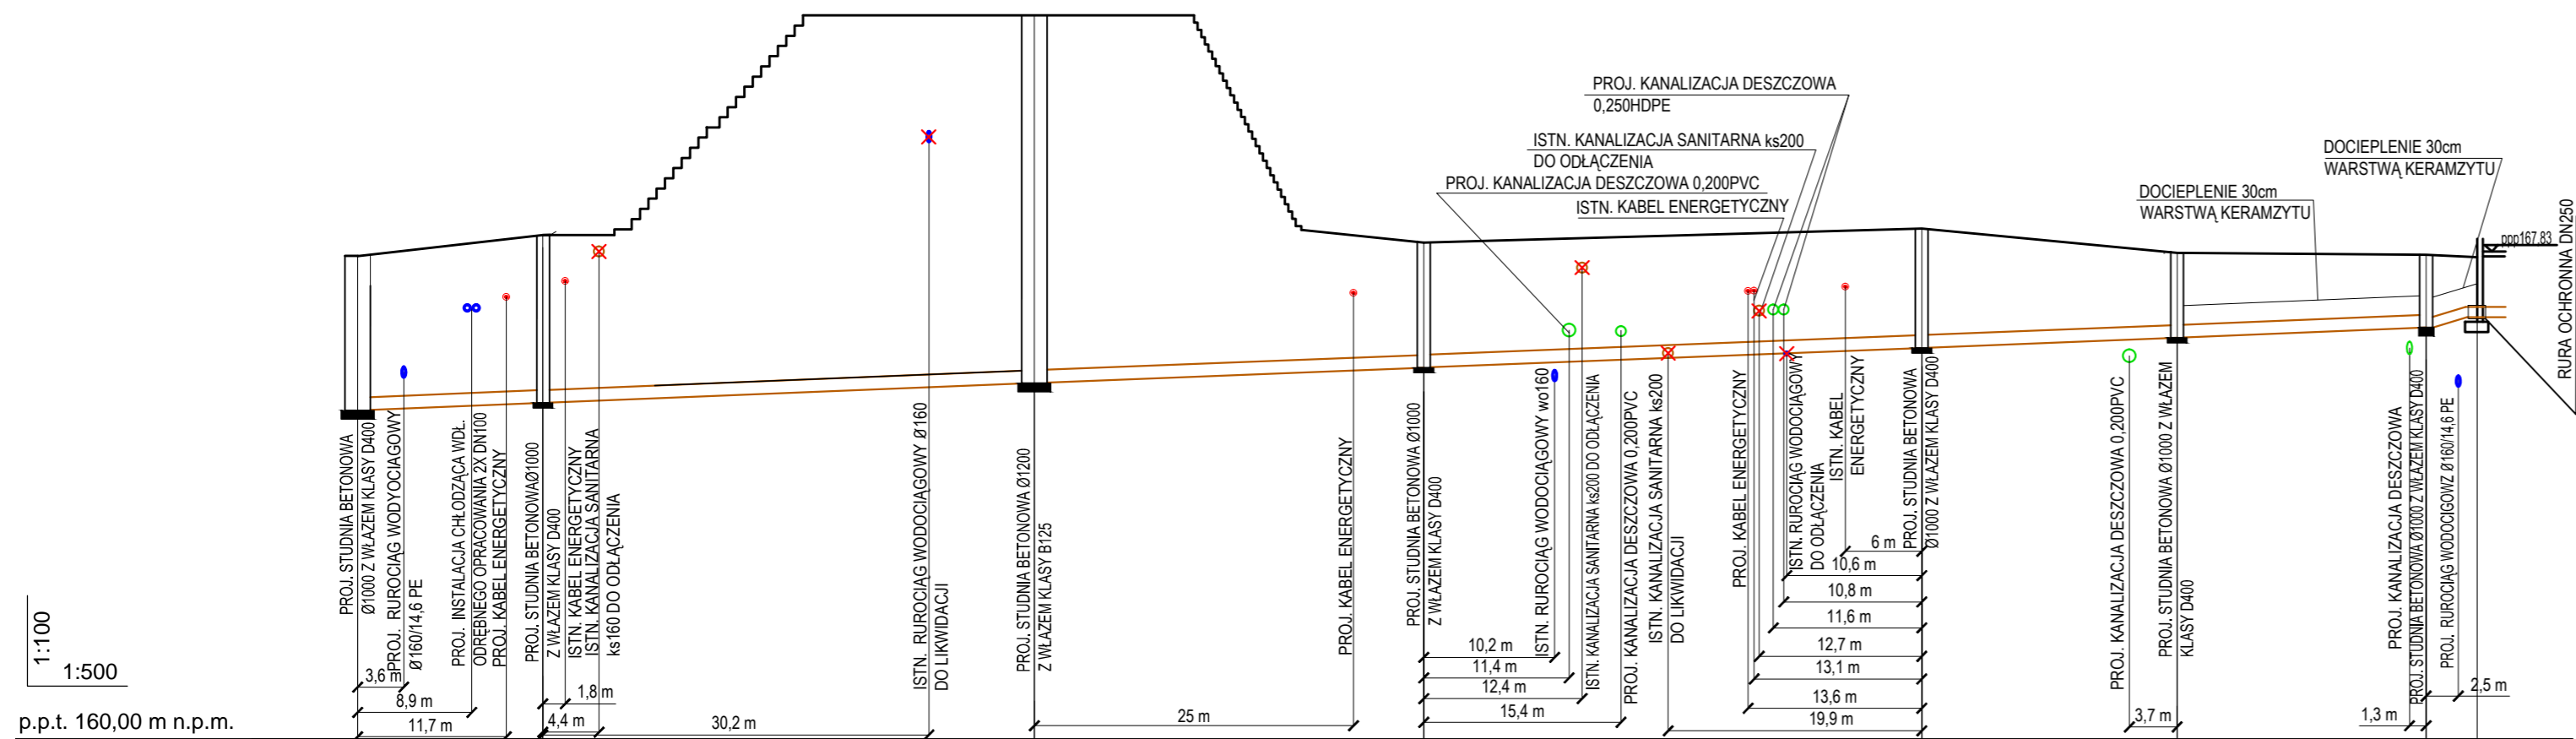 PROJ. KANALIZACJA DESZCZOWA
0,250HDPE
ISTN. KANALIZACJA SANITARNA ks200
DO ODŁĄCZENIA
PROJ. KANALIZACJA DESZCZOWA 0,200PVC
ISTN. KABEL ENERGETYCZNY
DOCIEPLENIE 30cm
WARSTWĄ KERAMZYTU
DOCIEPLENIE 30cm
WARSTWĄ KERAMZYTU
ppp167,83
RURA OCHRONNA DN250
PROJ. STUDNIA BETONOWA
Ø1000 Z WŁAZEM KLASY D400
PROJ. RUROCIĄG WODYOCIĄGOWY
Ø160/14,6 PE
PROJ. INSTALACJA CHŁODZĄCA WDŁ.
ODRĘBNEGO OPRACOWANIA 2X DN100
PROJ. KABEL ENERGETYCZNY
PROJ. STUDNIA BETONOWAØ1000
Z WŁAZEM KLASY D400
ISTN. KABEL ENERGETYCZNY
ISTN. KANALIZACJA SANITARNA
ks160 DO ODŁĄCZENIA
ISTN. RUROCIĄG WODOCIĄGOWY Ø160
DO LIKWIDACJI
PROJ. STUDNIA BETONOWA Ø1200
Z WŁAZEM KLASY B125
PROJ. KABEL ENERGETYCZNY
PROJ. STUDNIA BETONOWA Ø1000
Z WŁAZEM KLASY D400
ISTN. RUROCIĄG WODOCIĄGOWY wo160
ISTN. KANALIZACJA SANITARNA ks200 DO ODŁĄCZENIA
PROJ. KANALIZACJA DESZCZOWA 0,200PVC
ISTN. KANALIZACJA SANITARNA ks200
DO LIKWIDACJI
PROJ. KABEL ENERGETYCZNY
ISTN. RUROCIĄG WODOCIĄGOWY
DO ODŁĄCZENIA
ISTN. KABEL
ENERGETYCZNY
PROJ. STUDNIA BETONOWA
Ø1000 Z WŁAZEM KLASY D400
PROJ. KANALIZACJA DESZCZOWA 0,200PVC
PROJ. STUDNIA BETONOWA Ø1000 Z WŁAZEM
KLASY D400
PROJ. KANALIZACJA DESZCZOWA
PROJ. STUDNIA BETONOWA Ø1000 Z WŁAZEM KLASY D400
PROJ. RUROCIĄG WODOCIGOWZ Ø160/14,6 PE
3,6 m
8,9 m
11,7 m
1,8 m
4,4 m
30,2 m
25 m
10,2 m
11,4 m
12,4 m
15,4 m
6 m
10,6 m
10,8 m
11,6 m
12,7 m
13,1 m
13,6 m
19,9 m
3,7 m
1,3 m
2,5 m
1:100
1:500
p.p.t. 160,00 m n.p.m.